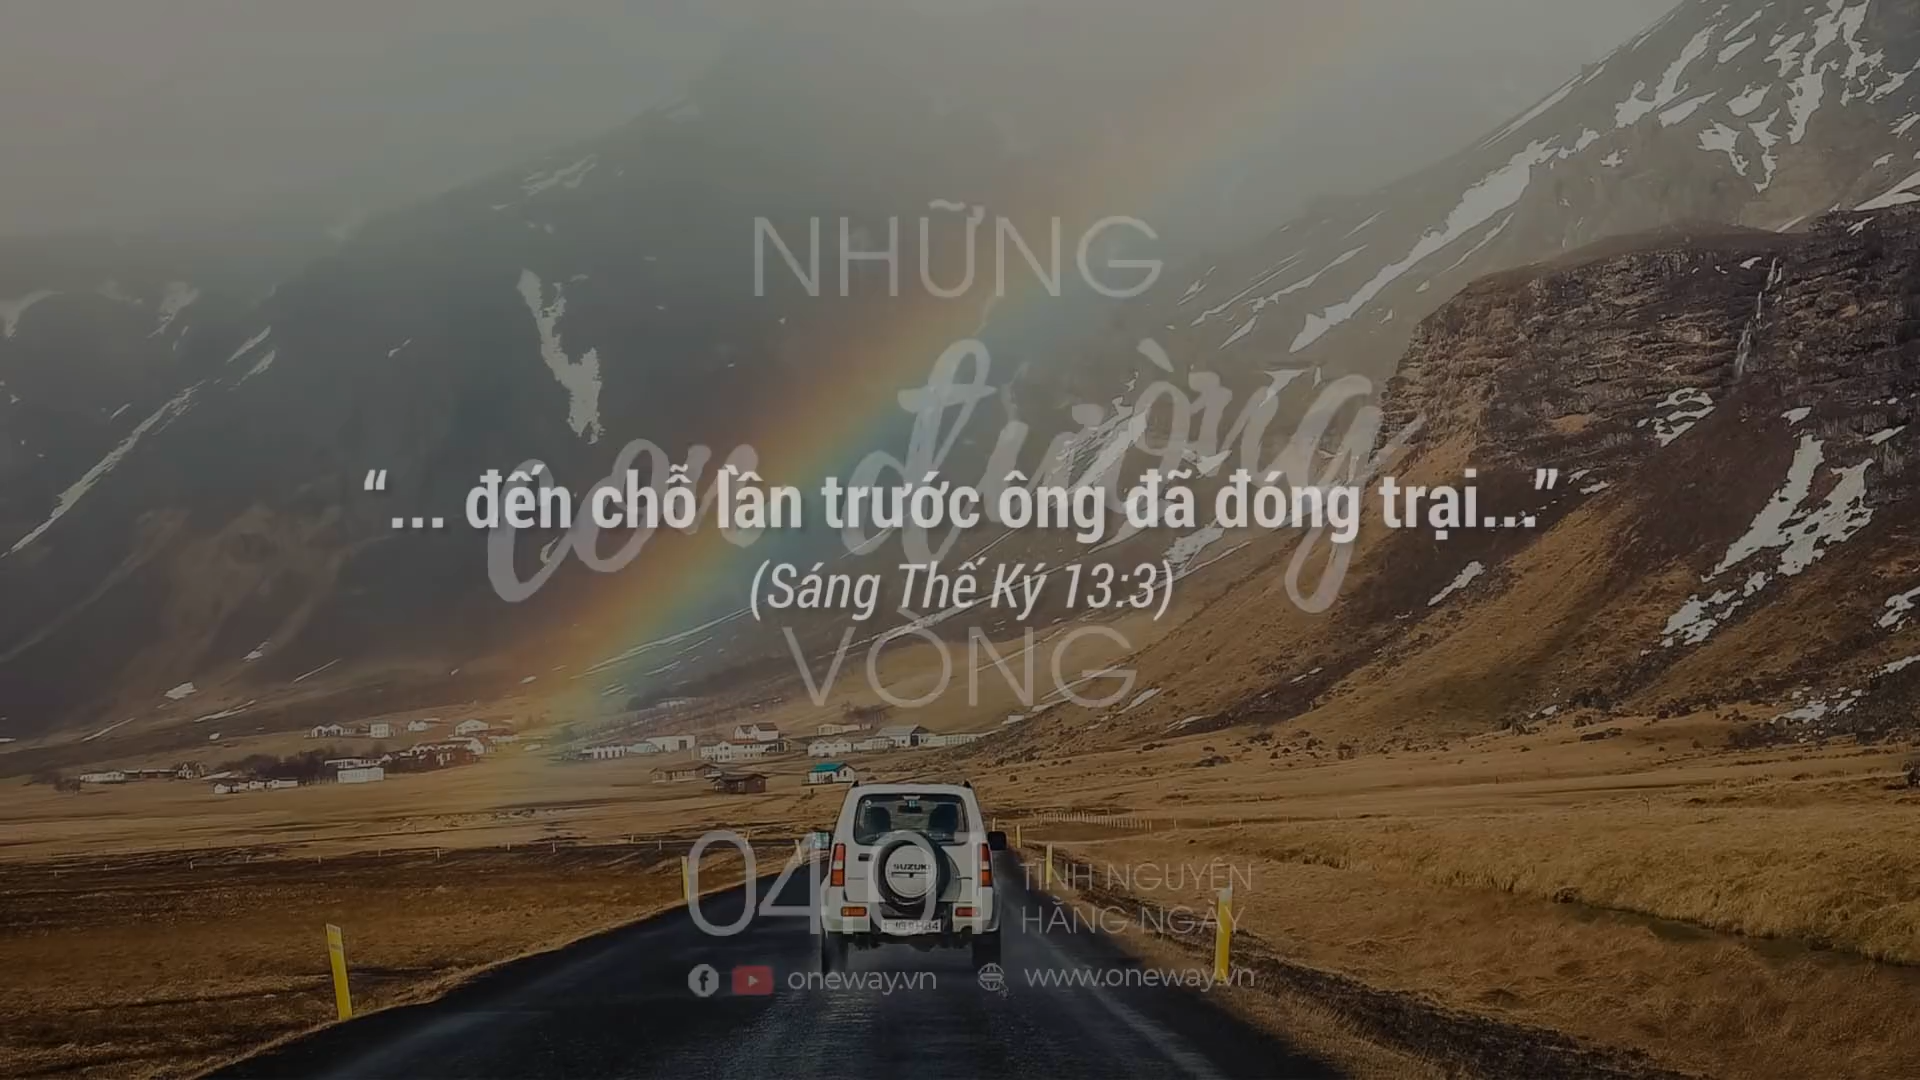 NHỮNG
con đường
“... đến chỗ lần trước ông đã đóng trại...”
(Sáng Thế Ký 13:3)
VÒNG
04.01
TĨNH NGUYỆN
HẰNG NGÀY
oneway.vn
www.oneway.vn
SUZUKI